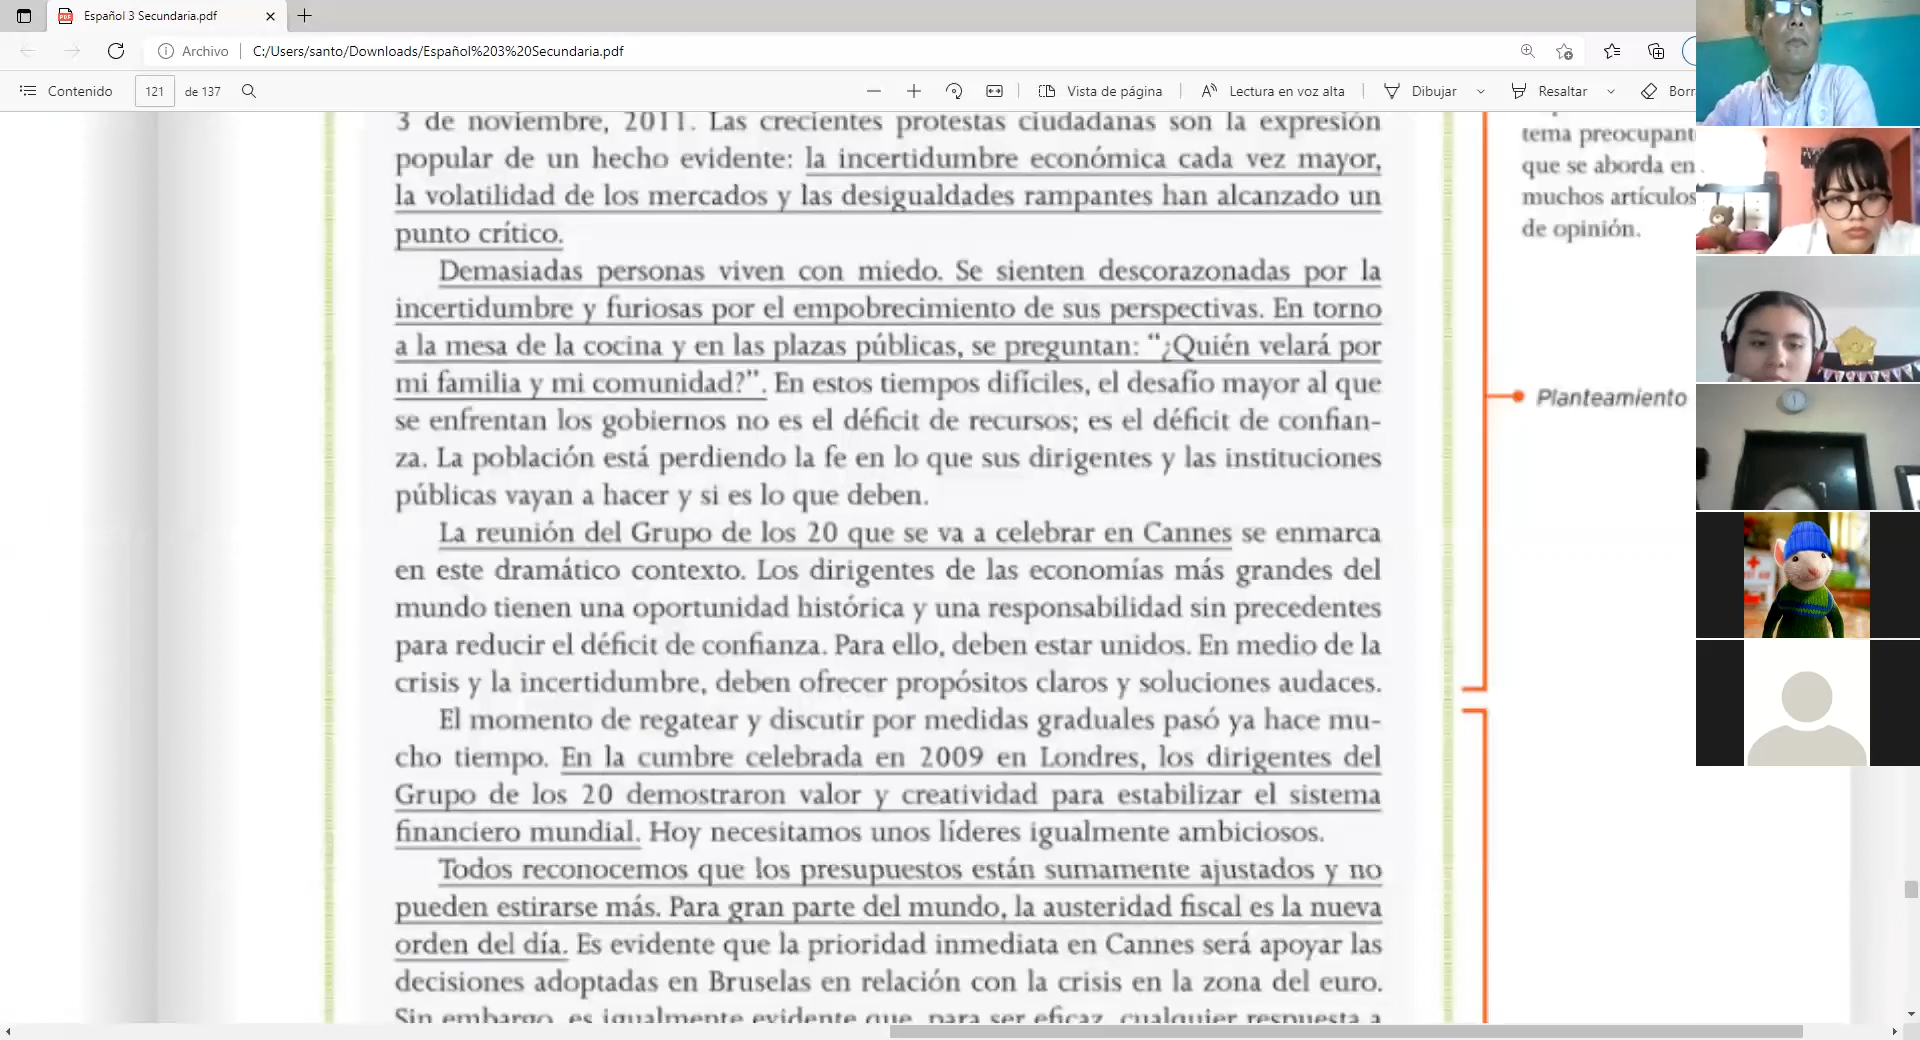 Español 3 Secundaria.pdf
Archivo
C:/Users/santo/Downloads/Español%203%20Secundaria.pdf
Contenido
121
de 137
Vista de página
Lectura en voz alta
Dibujar
Resaltar
Borr
3 de noviembre, 2011. Las crecientes protestas ciudadanas son la expresión
popular de un hecho evidente: la incertidumbre económica cada vez mayor,
la volatilidad de los mercados y las desigualdades rampantes han alcanzado un
punto crítico.
Demasiadas personas viven con miedo. Se sienten descorazonadas por la
incertidumbre y furiosas por el empobrecimiento de sus perspectivas. En torno
a la mesa de la cocina y en las plazas públicas, se preguntan: “¿Quién velará por
mi familia y mi comunidad?”. En estos tiempos difíciles, el desafío mayor al que
se enfrentan los gobiernos no es el déficit de recursos; es el déficit de confian-
za. La población está perdiendo la fe en lo que sus dirigentes y las instituciones
públicas vayan a hacer y si es lo que deben.
La reunión del Grupo de los 20 que se va a celebrar en Cannes se enmarca
en este dramático contexto. Los dirigentes de las economías más grandes del
mundo tienen una oportunidad histórica y una responsabilidad sin precedentes
para reducir el déficit de confianza. Para ello, deben estar unidos. En medio de la
crisis y la incertidumbre, deben ofrecer propósitos claros y soluciones audaces.
El momento de regatear y discutir por medidas graduales pasó ya hace mu-
cho tiempo. En la cumbre celebrada en 2009 en Londres, los dirigentes del
Grupo de los 20 demostraron valor y creatividad para estabilizar el sistema
financiero mundial. Hoy necesitamos unos líderes igualmente ambiciosos.
Todos reconocemos que los presupuestos están sumamente ajustados y no
pueden estirarse más. Para gran parte del mundo, la austeridad fiscal es la nueva
orden del día. Es evidente que la prioridad inmediata en Cannes será apoyar las
decisiones adoptadas en Bruselas en relación con la crisis en la zona del euro.
Sin embargo, es igualmente evidente que, para ser eficaz, cualquier respuesta a
tema preocupant
que se aborda en
muchos artículos
de opinión.
Planteamiento